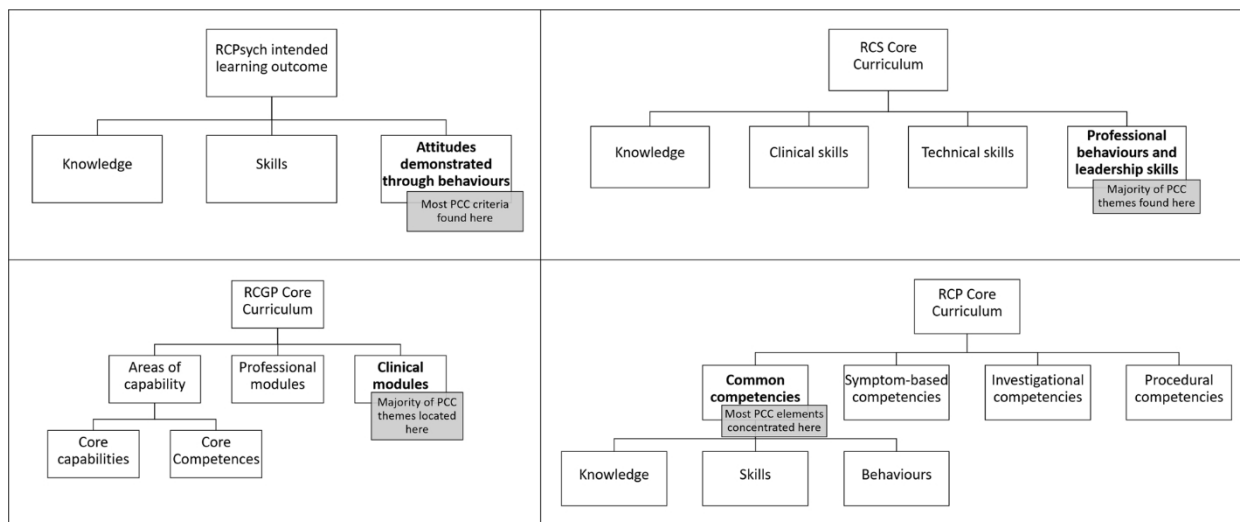 RCPsych intended
learning outcome
Knowledge
Skills
Attitudes
demonstrated
through behaviours
Most PCC criteria
found here
RCS Core
Curriculum
Knowledge
Clinical skills
Technical skills
Professional
behaviours and
leadership skills
Majority of PCC
themes found here
RCGP Core
Curriculum
Areas of
capability
Professional
modules
Clinical
modules
Majority of PCC
themes located
here
Core
capabilities
Core
Competences
RCP Core
Curriculum
Common
competencies
Most PCC elements
concentrated here
Symptom-based
competencies
Investigational
competencies
Procedural
competencies
Knowledge
Skills
Behaviours